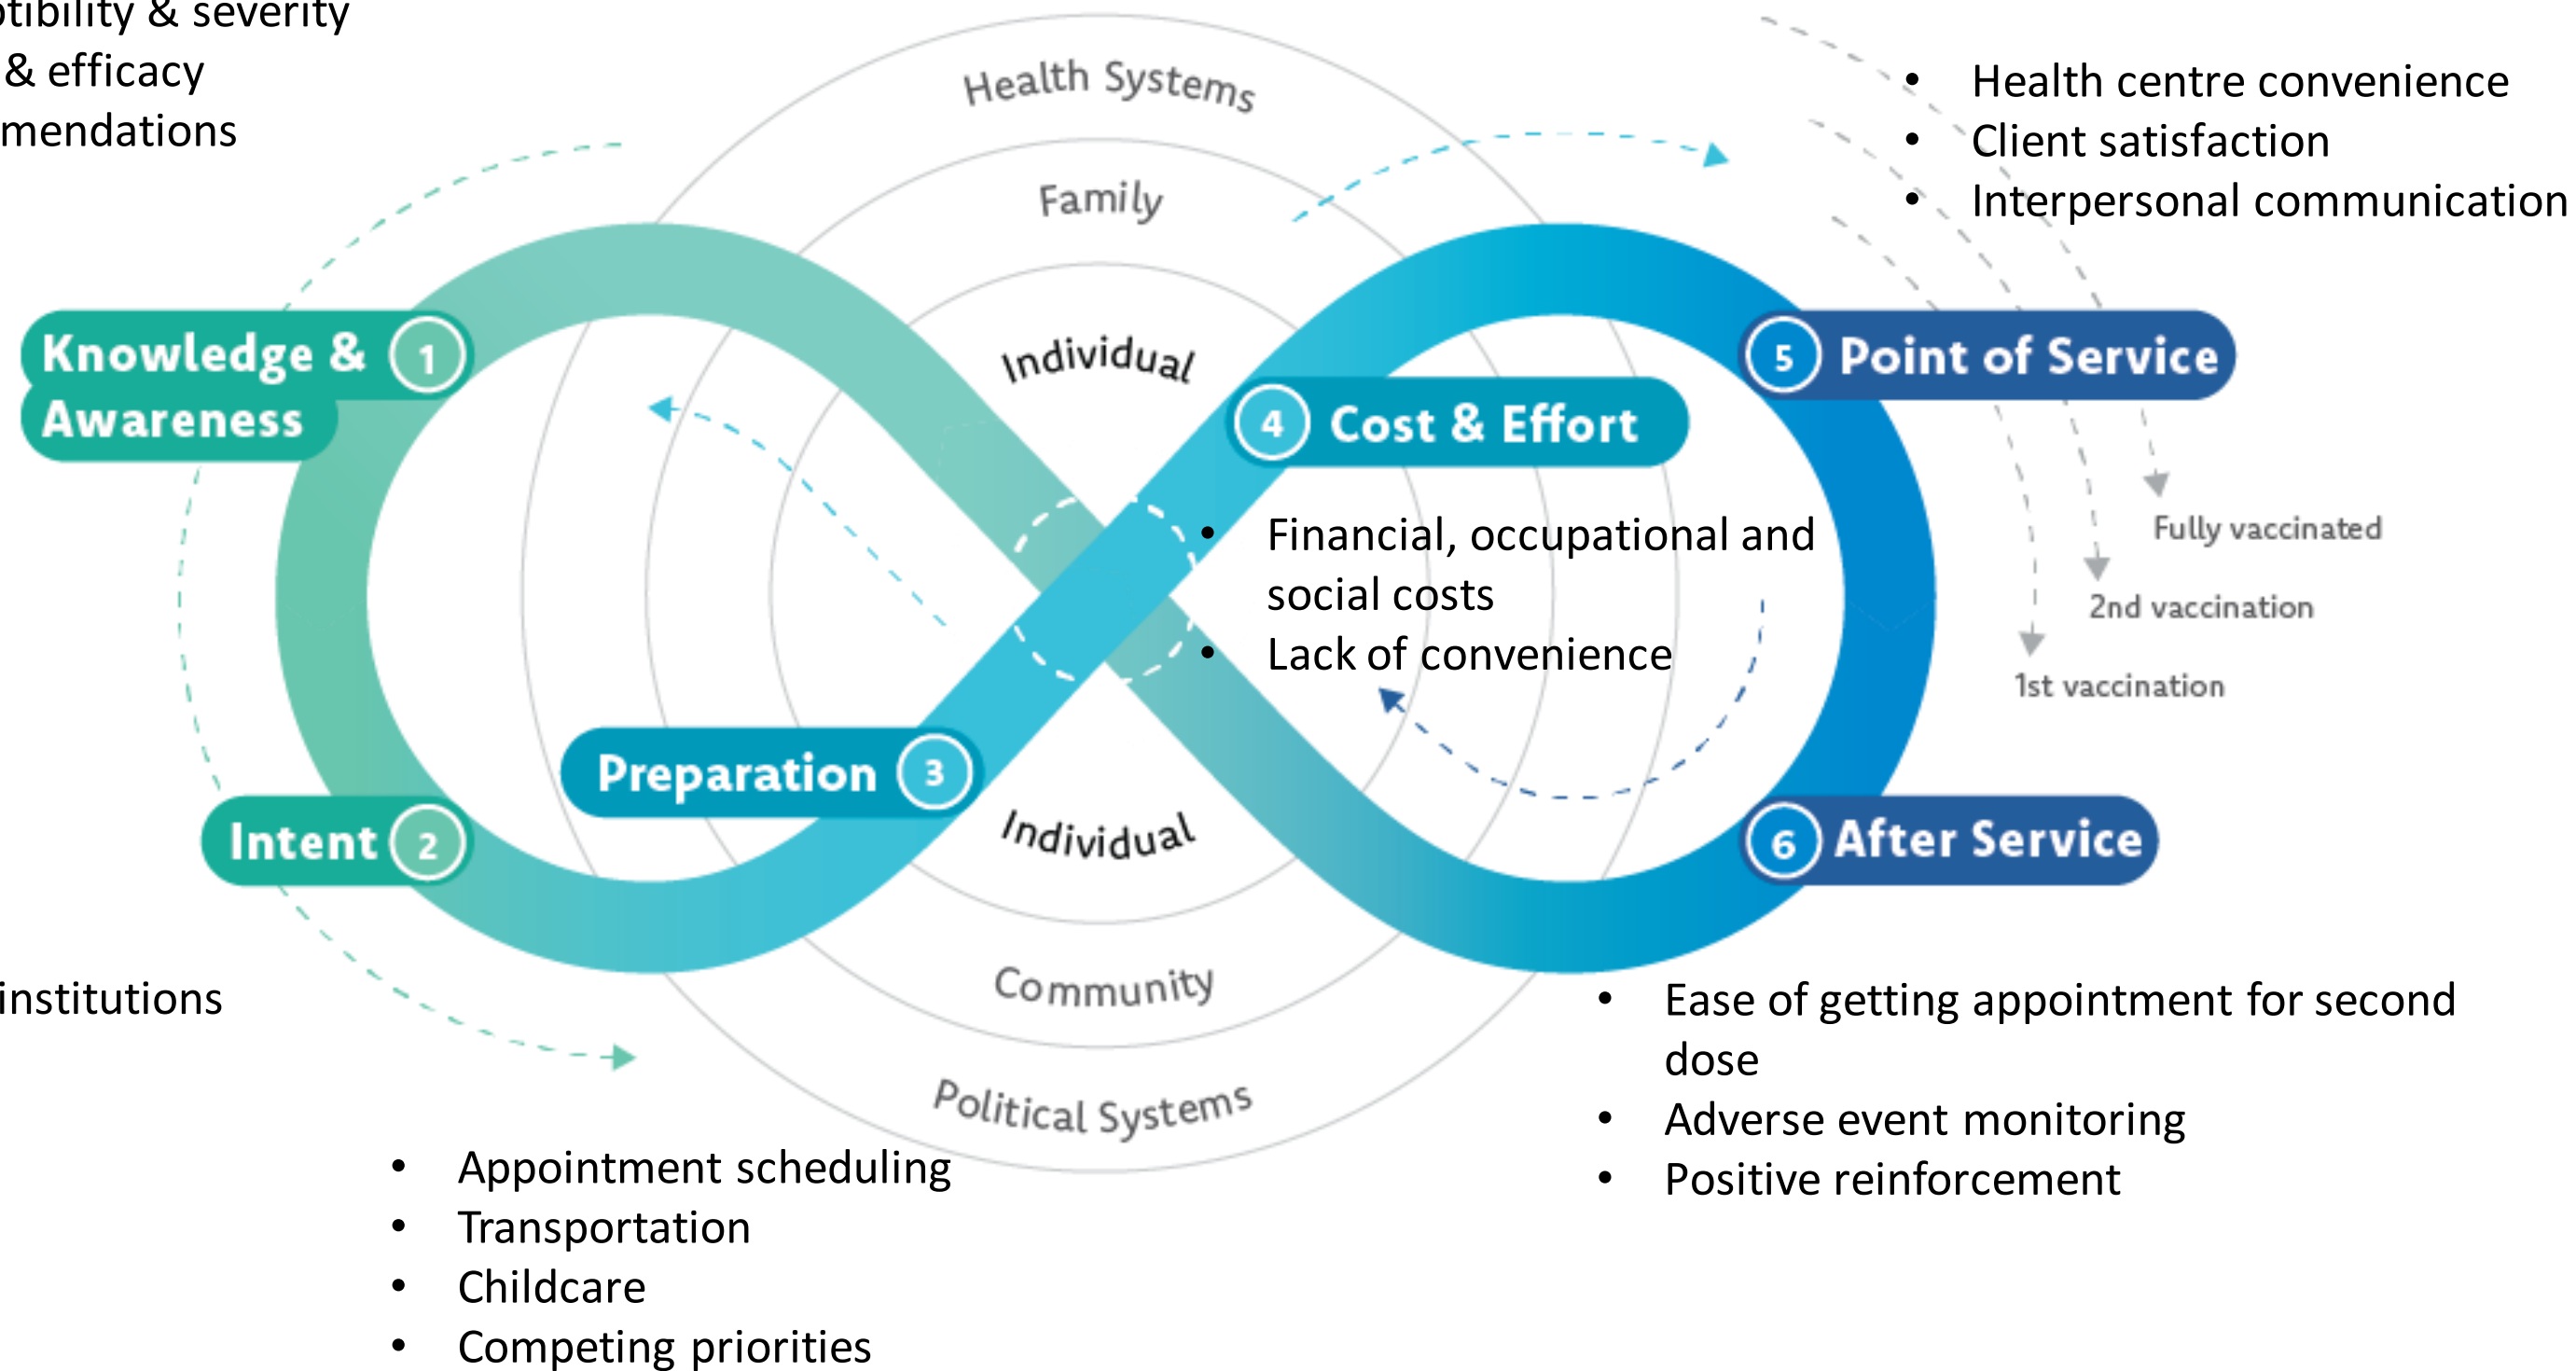 & severity
& efficacy
Health Systems
Family
Individual
• Health centre convenience
• Client satisfaction
• Interpersonal communication
Knowledge & 1
Awareness
4 Cost & Effort
5 Point of Service
• Financial, occupational and
social costs
• Lack of convenience
Fully vaccinated
2nd vaccination
1st vaccination
Preparation 3
Intent 2
Individual
6 After Service
institutions
Community
Political Systems
• Appointment scheduling
• Transportation
• Childcare
• Competing priorities
• Ease of getting appointment for second
dose
• Adverse event monitoring
• Positive reinforcement